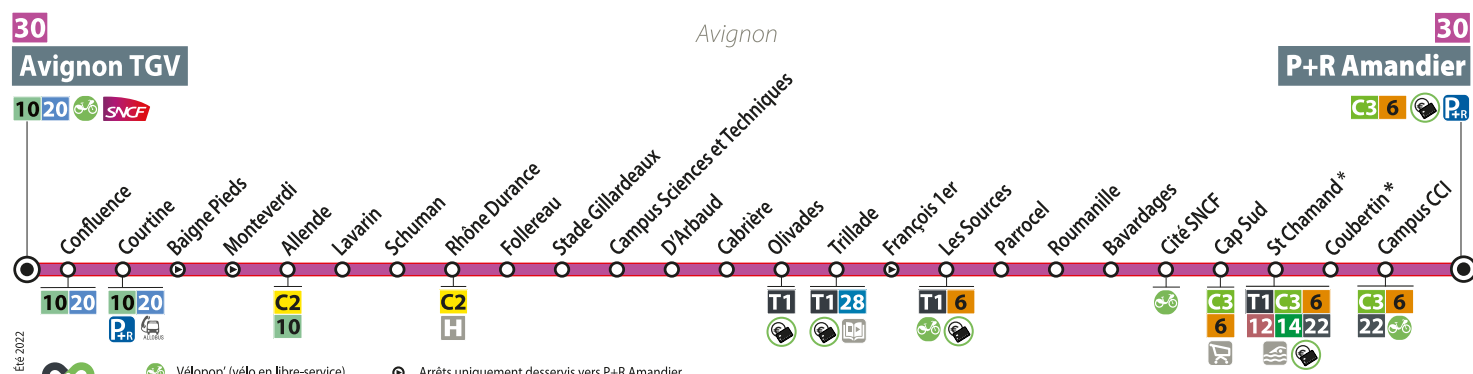 30
Avignon TGV
10 20 SNCF
Avignon
30
P+R Amandier
C3 6 P+R
Confluence
Courtine
Baigne Pieds
Monteverdi
Allende
Lavarin
Schuman
Rhône Durance
Follereau
Stade Gillardeaux
Campus Sciences et Techniques
D'Arbaud
Cabrière
Olivades
Trillade
François 1er
Les Sources
Parrocel
Roumanille
Bavardages
Cité SNCF
Cap Sud
St Chamand *
Coubertin *
Campus CCI
10 20
10 20
P+R ALLOBUS
C2
10
C2
H
T1
T1 28
T1 6
C3
6
T1 C3 6
12 14 22
C3 6
22
Été 2022
Vélopop' (vélo en libre-service)
Arrêts uniquement desservis vers P+R Amandier